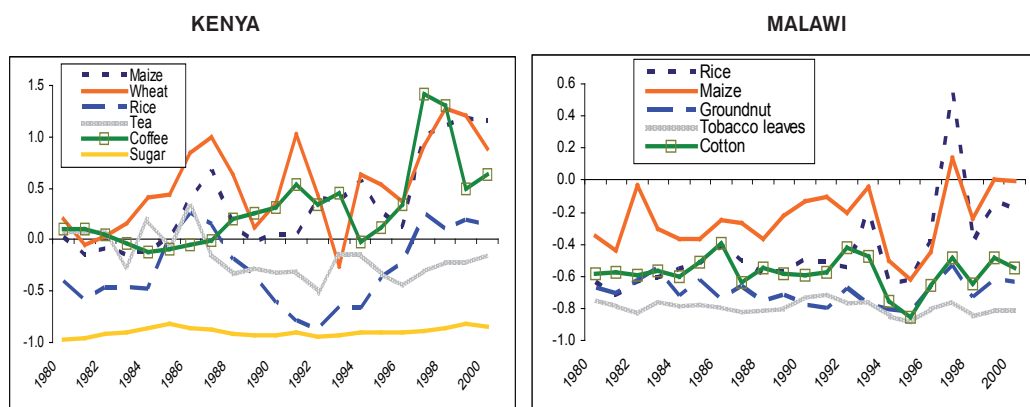 KENYA
Maize
Wheat
Rice
Tea
Coffee
Sugar
1.5
1.0
0.5
0.0
-0.5
-1.0
1980
1982
1984
1986
1988
1990
1992
1994
1996
1998
2000
MALAWI
Rice
Maize
Groundnut
Tobacco leaves
Cotton
0.6
0.4
0.2
0.0
-0.2
-0.4
-0.6
-0.8
-1.0
1980
1982
1984
1986
1988
1990
1992
1994
1996
1998
2000